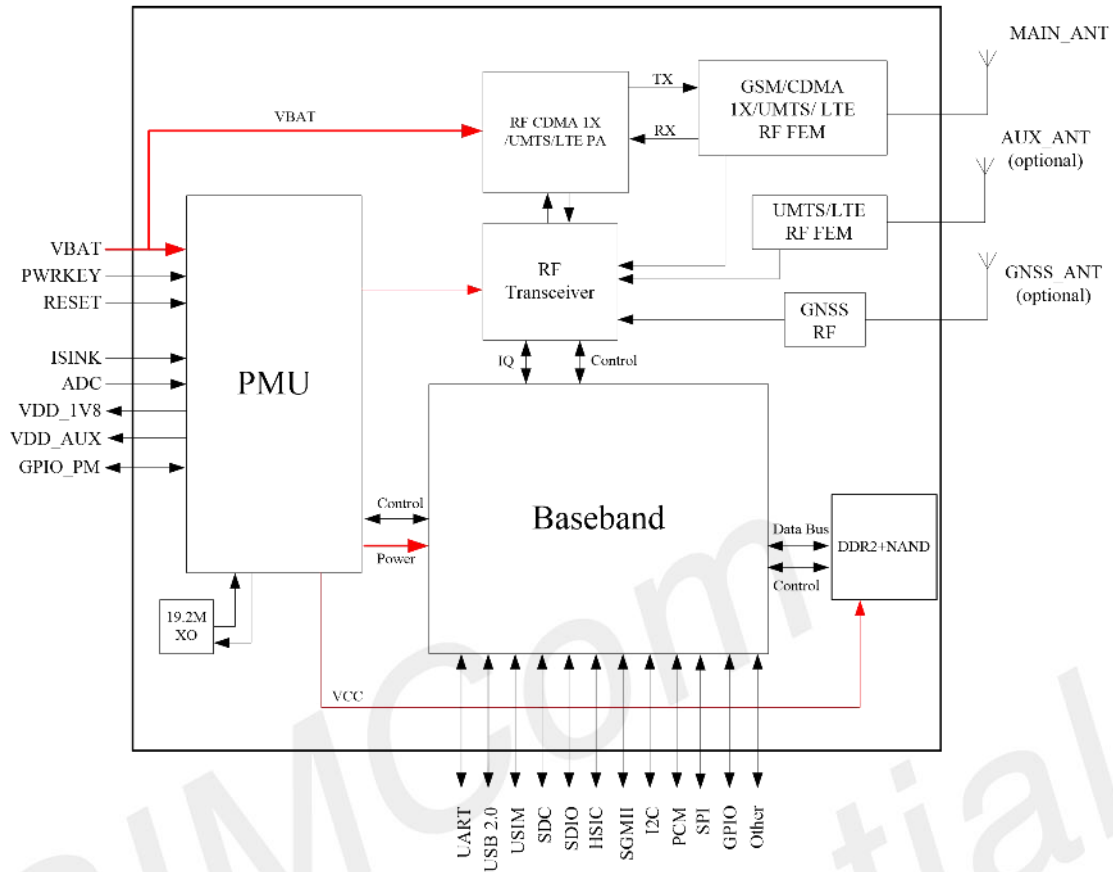 MAIN_ANT
TX
GSM/CDMA
1X/UMTS/ LTE
RF FEM
VBAT
RF CDMA 1X
/UMTS/LTE PA
RX
AUX_ANT
(optional)
UMTS/LTE
RF FEM
VBAT
PWRKEY
RESET
RF
Transceiver
GNSS_ANT
(optional)
GNSS
RF
ISINK
ADC
VDD_1V8
VDD_AUX
GPIO_PM
PMU
IQ
Control
Baseband
Control
Power
Data Bus
Control
DDR2+NAND
19.2M
XO
VCC
UART
USB 2.0
USIM
SDC
SDIO
HSIC
SGMII
I2C
PCM
SPI
GPIO
Other